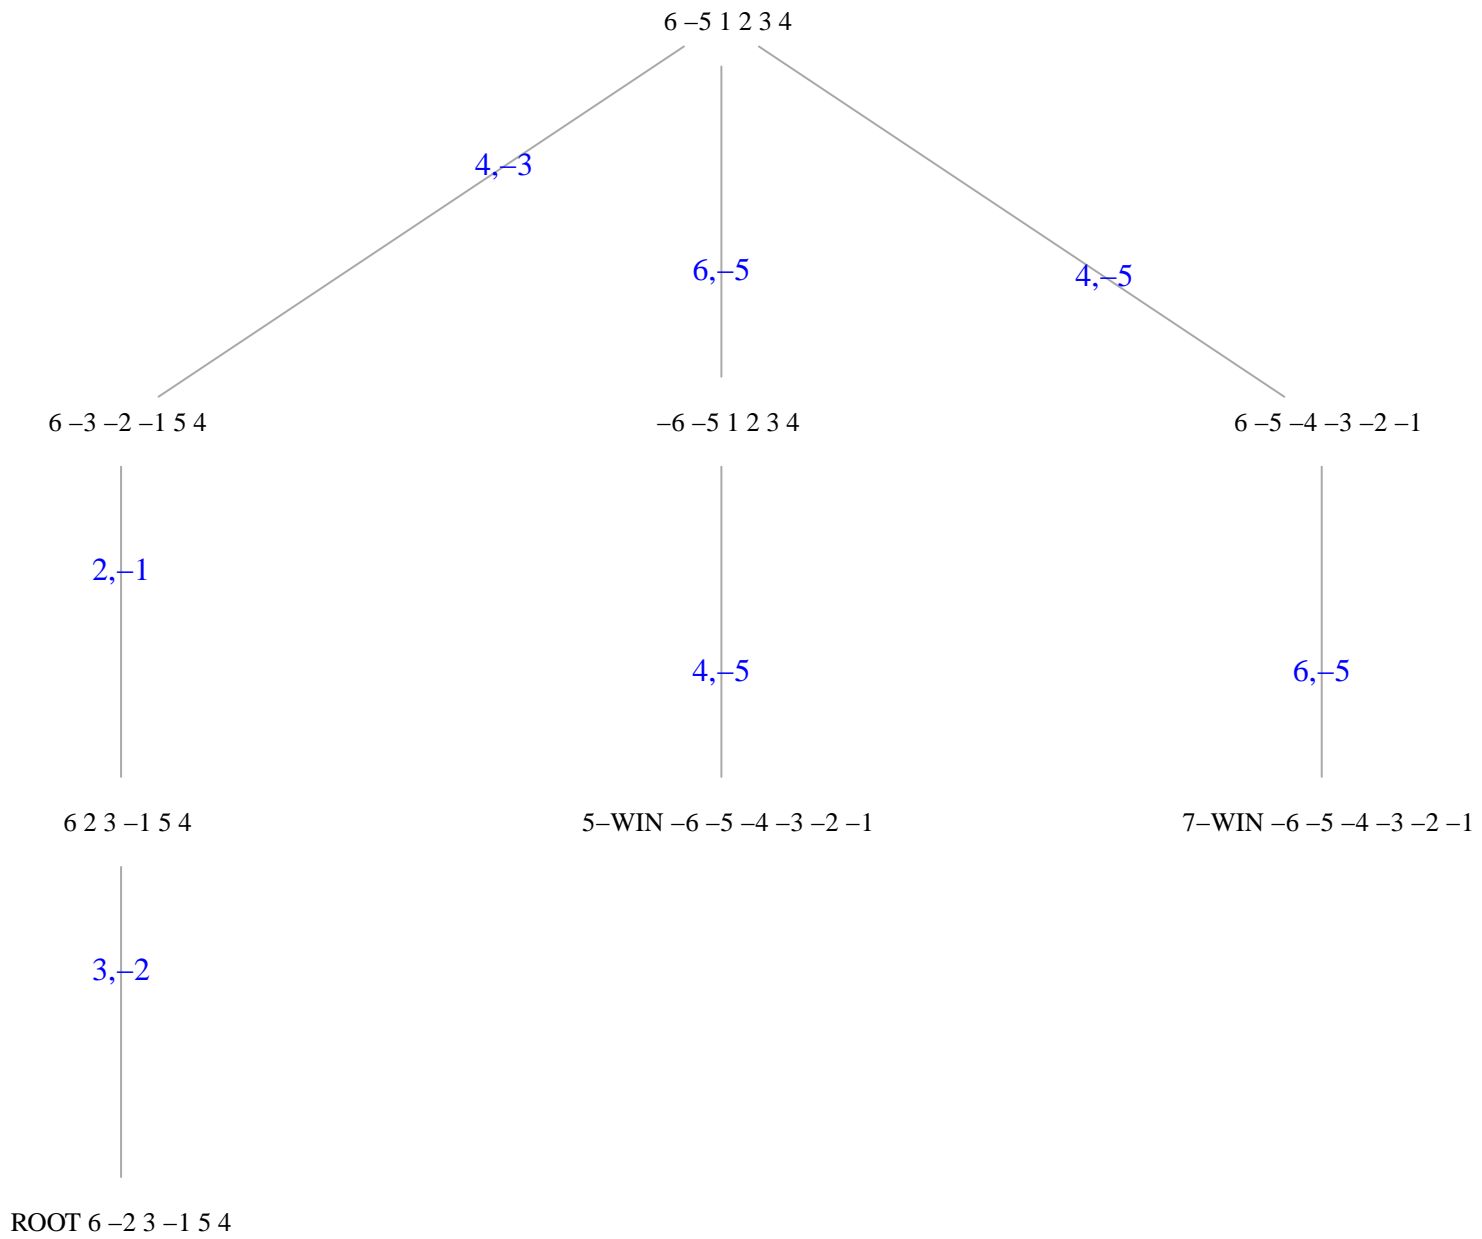 6 –5 1 2 3 4
4,–3
6,–5
4,–5
6 –3 –2 –1 5 4
–6 –5 1 2 3 4
6 –5 –4 –3 –2 –1
2,–1
4,–5
6,–5
6 2 3 –1 5 4
5–WIN –6 –5 –4 –3 –2 –1
7–WIN –6 –5 –4 –3 –2 –1
3,–2
ROOT 6 –2 3 –1 5 4